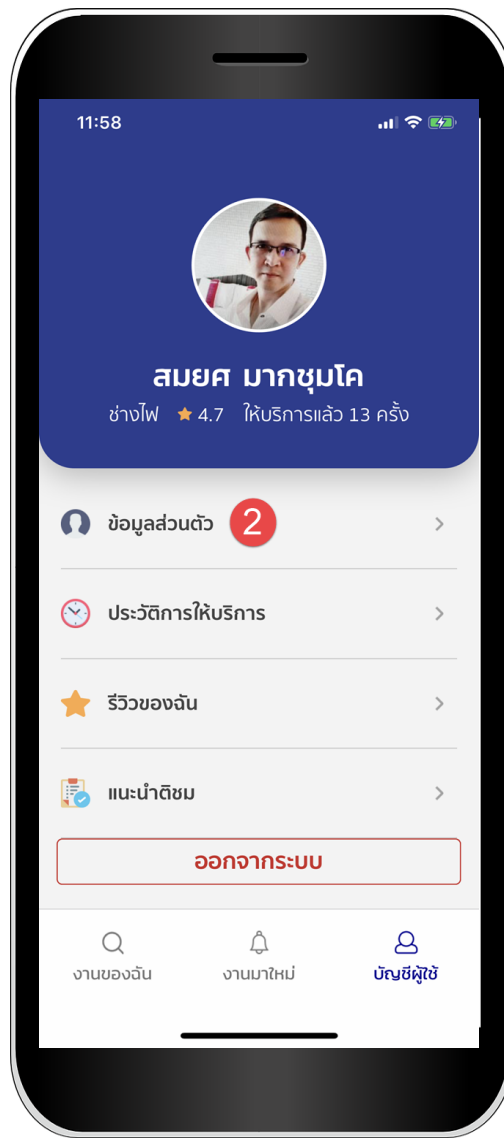 11:58
สมยศ มากชุมโค
ช่างไฟ 4.7 ให้บริการแล้ว 13 ครั้ง
ข้อมูลส่วนตัว 2
ประวัติการให้บริการ
รีวิวของฉัน
แนะนำติชม
ออกจากระบบ
งานของฉัน งานมาใหม่ บัญชีผู้ใช้